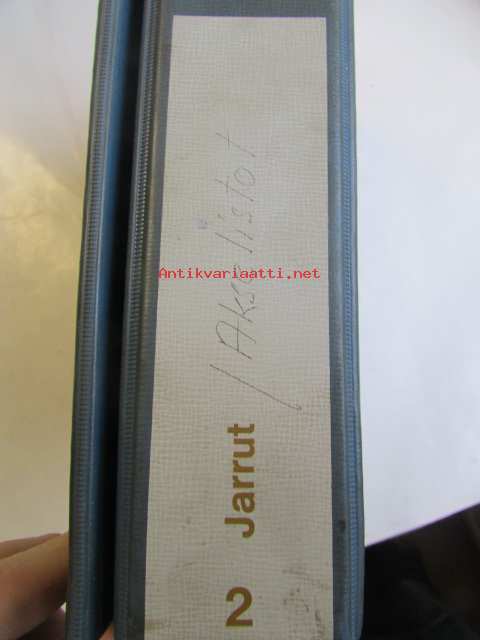 2 Jarrut / Akselistot
Antikvariaatti.net